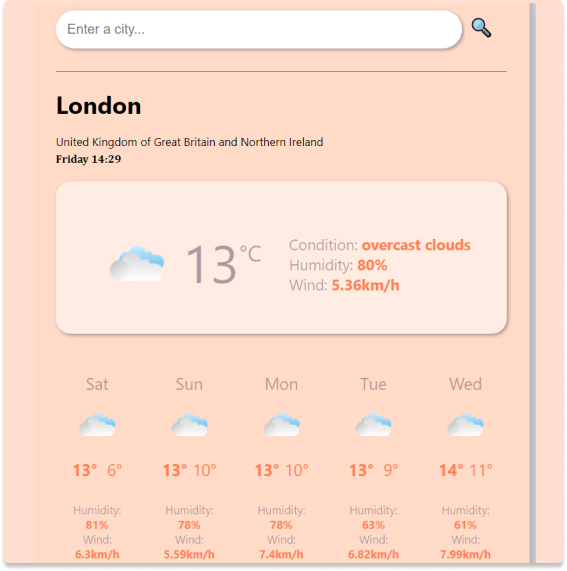 Enter a city...
London
United Kingdom of Great Britain and Northern Ireland
Friday 14:29
13°C
Condition: overcast clouds
Humidity: 80%
Wind: 5.36km/h
Sat Sun Mon Tue Wed
13° 6° 13° 10° 13° 10° 13° 9° 14° 11°
Humidity: Humidity: Humidity: Humidity: Humidity:
81% 78% 78% 63% 61%
Wind: Wind: Wind: Wind: Wind:
6.3km/h 5.59km/h 7.4km/h 6.82km/h 7.99km/h